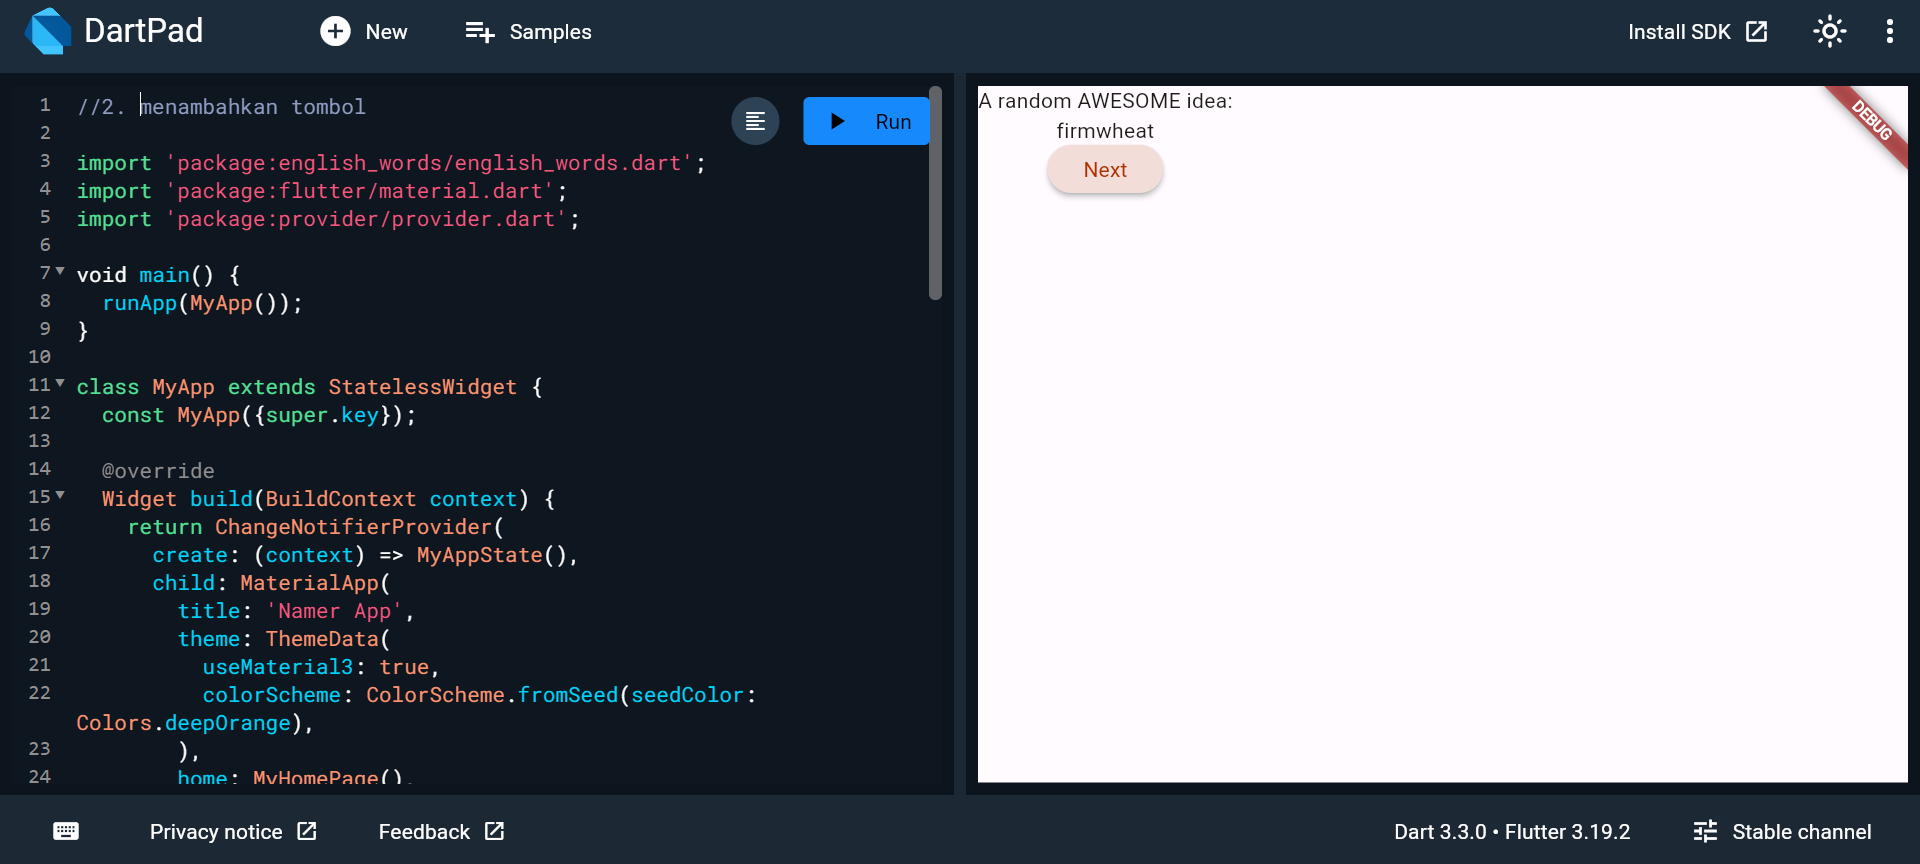 DartPad
New
Samples
Install SDK
1 //2. menambahkan tombol
2
3 import 'package:english_words/english_words.dart';
4 import 'package:flutter/material.dart';
5 import 'package:provider/provider.dart';
6
7 void main() {
8 runApp(MyApp());
9 }
10
11 class MyApp extends StatelessWidget {
12 const MyApp({super.key});
13
14 @override
15 Widget build(BuildContext context) {
16 return ChangeNotifierProvider(
17 create: (context) => MyAppState(),
18 child: MaterialApp(
19 title: 'Namer App',
20 theme: ThemeData(
21 useMaterial3: true,
22 colorScheme: ColorScheme.fromSeed(seedColor:
Colors.deepOrange),
23 ),
24 home: MyHomePage(),
Run
A random AWESOME idea:
firmwheat
Next
DEBUG
Privacy notice
Feedback
Dart 3.3.0 • Flutter 3.19.2
Stable channel